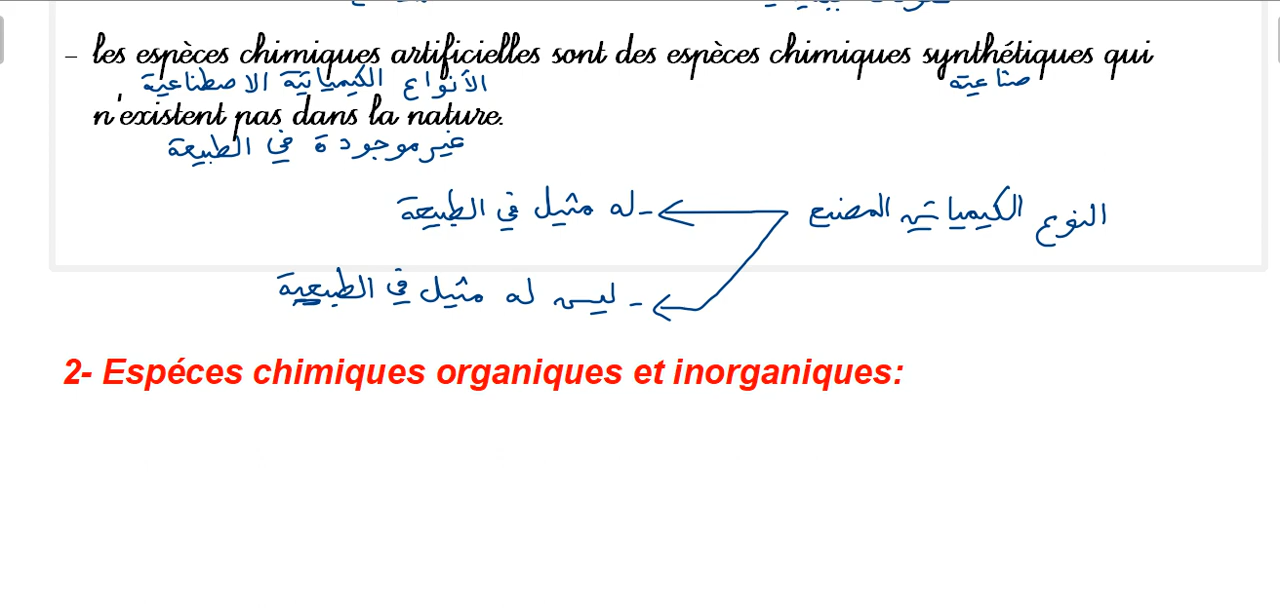 - les espèces chimiques artificielles sont des espèces chimiques synthétiques qui
الأنواع الكيميائية الاصطناعية صناعية
n'existent pas dans la nature.
غير موجودة في الطبيعة
النوع الكيميائي المصنع - له مثيل في الطبيعة
- ليس له مثيل في الطبيعية
2- Espéces chimiques organiques et inorganiques: